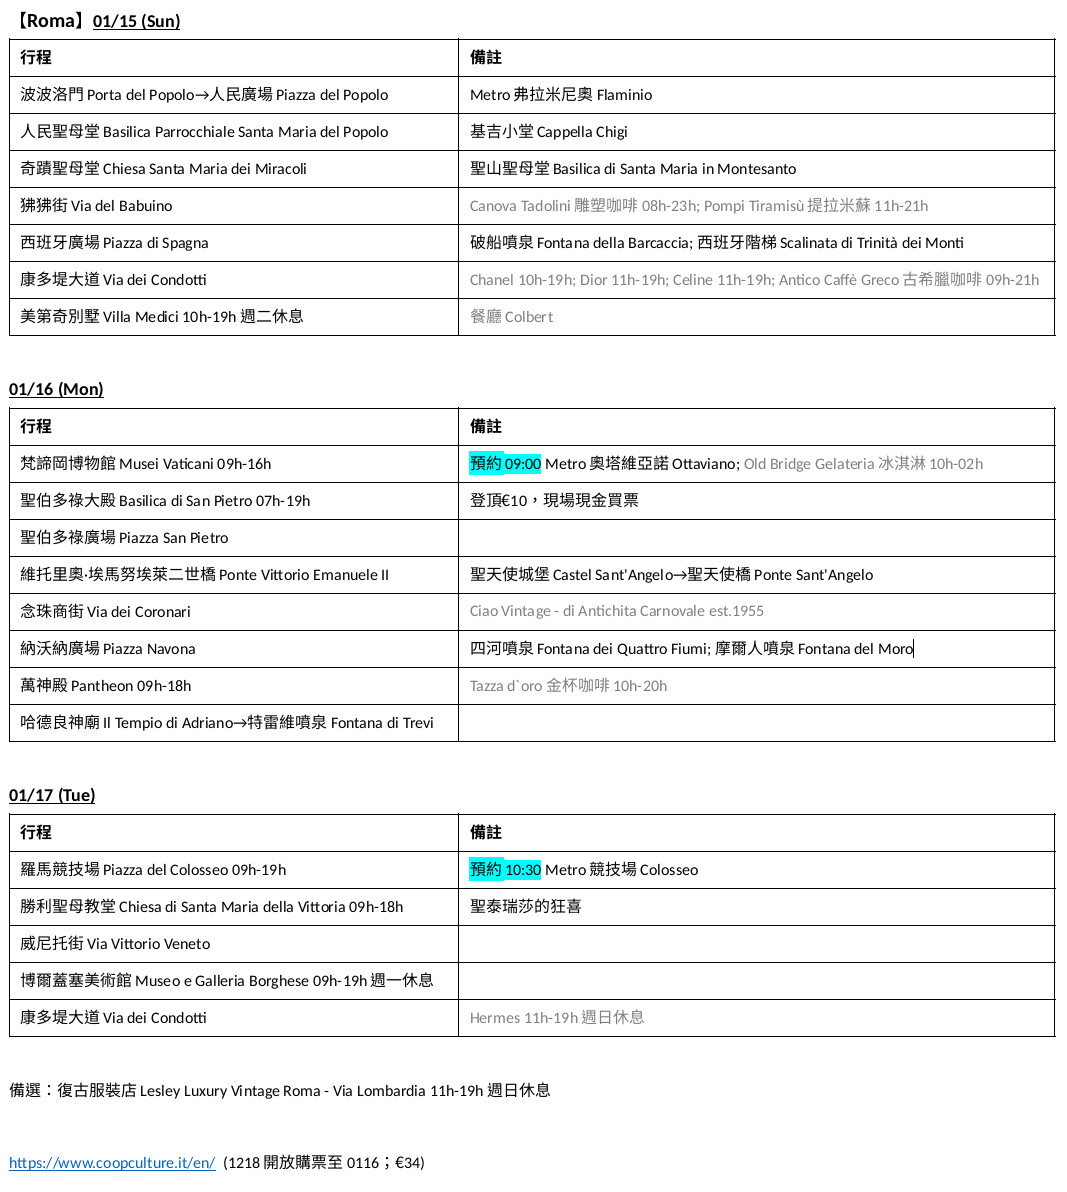 【Roma】01/15 (Sun)
行程 備註
波波洛門 Porta del Popolo→人民廣場 Piazza del Popolo Metro 弗拉米尼奧 Flaminio
人民聖母堂 Basilica Parrocchiale Santa Maria del Popolo 基吉小堂 Cappella Chigi
奇蹟聖母堂 Chiesa Santa Maria dei Miracoli 聖山聖母堂 Basilica di Santa Maria in Montesanto
狒狒街 Via del Babuino Canova Tadolini 雕塑咖啡 08h-23h; Pompi Tiramisù 提拉米蘇 11h-21h
西班牙廣場 Piazza di Spagna 破船噴泉 Fontana della Barcaccia; 西班牙階梯 Scalinata di Trinità dei Monti
康多堤大道 Via dei Condotti Chanel 10h-19h; Dior 11h-19h; Celine 11h-19h; Antico Caffè Greco 古希臘咖啡 09h-21h
美第奇別墅 Villa Medici 10h-19h 週二休息 餐廳 Colbert
01/16 (Mon)
行程 備註
梵諦岡博物館 Musei Vaticani 09h-16h 預約 09:00 Metro 奧塔維亞諾 Ottaviano; Old Bridge Gelateria 冰淇淋 10h-02h
聖伯多祿大殿 Basilica di San Pietro 07h-19h 登頂€10，現場現金買票
聖伯多祿廣場 Piazza San Pietro
維托里奧·埃馬努埃萊二世橋 Ponte Vittorio Emanuele II 聖天使城堡 Castel Sant'Angelo→聖天使橋 Ponte Sant'Angelo
念珠商街 Via dei Coronari Ciao Vintage - di Antichita Carnovale est.1955
納沃納廣場 Piazza Navona 四河噴泉 Fontana dei Quattro Fiumi; 摩爾人噴泉 Fontana del Moro
萬神殿 Pantheon 09h-18h Tazza d`oro 金杯咖啡 10h-20h
哈德良神廟 Il Tempio di Adriano→特雷維噴泉 Fontana di Trevi
01/17 (Tue)
行程 備註
羅馬競技場 Piazza del Colosseo 09h-19h 預約 10:30 Metro 競技場 Colosseo
勝利聖母教堂 Chiesa di Santa Maria della Vittoria 09h-18h 聖泰瑞莎的狂喜
威尼托街 Via Vittorio Veneto
博爾蓋塞美術館 Museo e Galleria Borghese 09h-19h 週一休息
康多堤大道 Via dei Condotti Hermes 11h-19h 週日休息
備選：復古服裝店 Lesley Luxury Vintage Roma - Via Lombardia 11h-19h 週日休息
https://www.coopculture.it/en/ (1218 開放購票至 0116；€34)